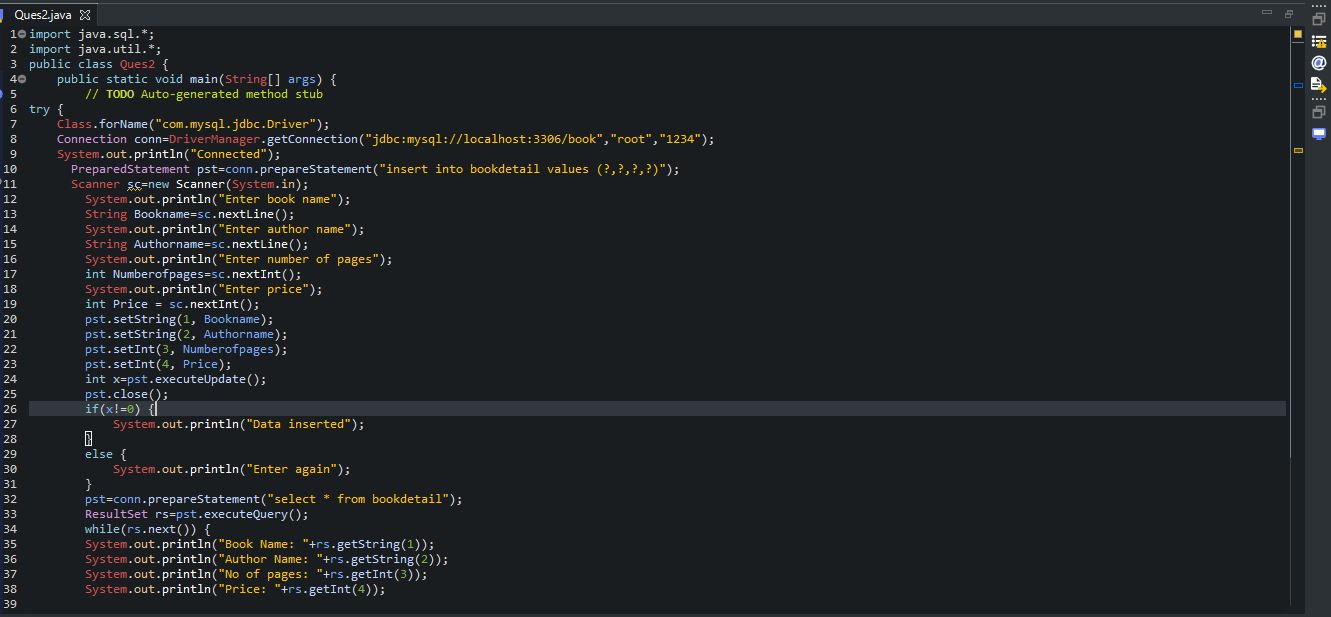 Ques2.java
1 import java.sql.*;
2 import java.util.*;
3 public class Ques2 {
4     public static void main(String[] args) {
5         // TODO Auto-generated method stub
6 try {
7     Class.forName("com.mysql.jdbc.Driver");
8     Connection conn=DriverManager.getConnection("jdbc:mysql://localhost:3306/book","root","1234");
9     System.out.println("Connected");
10       PreparedStatement pst=conn.prepareStatement("insert into bookdetail values (?,?,?,?)");
11       Scanner sc=new Scanner(System.in);
12         System.out.println("Enter book name");
13         String Bookname=sc.nextLine();
14         System.out.println("Enter author name");
15         String Authorname=sc.nextLine();
16         System.out.println("Enter number of pages");
17         int Numberofpages=sc.nextInt();
18         System.out.println("Enter price");
19         int Price = sc.nextInt();
20         pst.setString(1, Bookname);
21         pst.setString(2, Authorname);
22         pst.setInt(3, Numberofpages);
23         pst.setInt(4, Price);
24         int x=pst.executeUpdate();
25         pst.close();
26         if(x!=0) {
27             System.out.println("Data inserted");
28         }
29         else {
30             System.out.println("Enter again");
31         }
32         pst=conn.prepareStatement("select * from bookdetail");
33         ResultSet rs=pst.executeQuery();
34         while(rs.next()) {
35         System.out.println("Book Name: "+rs.getString(1));
36         System.out.println("Author Name: "+rs.getString(2));
37         System.out.println("No of pages: "+rs.getInt(3));
38         System.out.println("Price: "+rs.getInt(4));
39